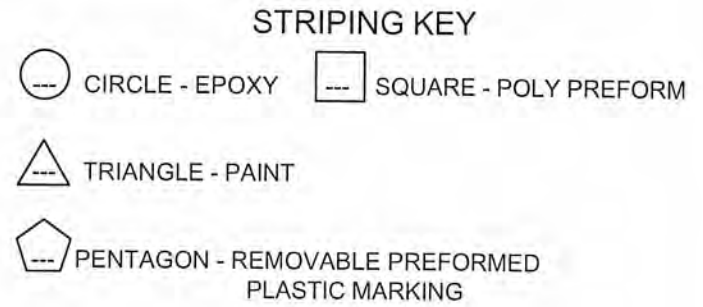 STRIPING KEY
--- CIRCLE - EPOXY --- SQUARE - POLY PREFORM
--- TRIANGLE - PAINT
--- PENTAGON - REMOVABLE PREFORMED
PLASTIC MARKING